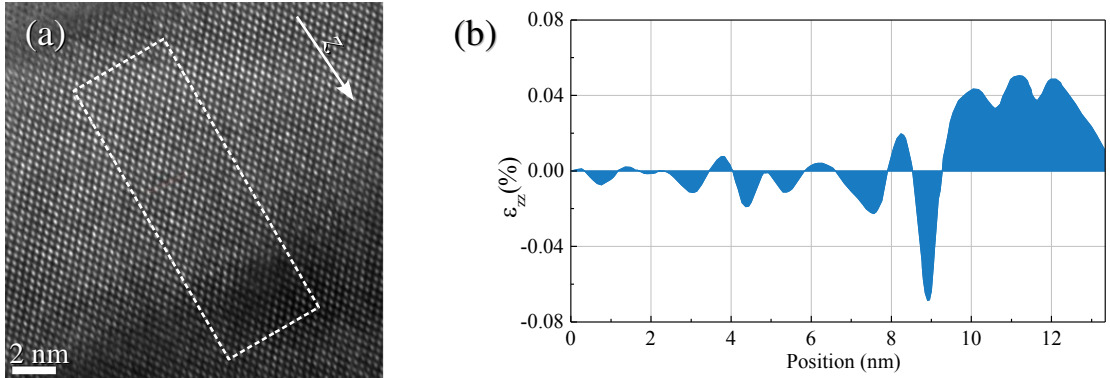 (a)
z
2 nm
(b)
0.08
0.04
0.00
-0.04
-0.08
ε_zz(%)
0 2 4 6 8 10 12
Position (nm)